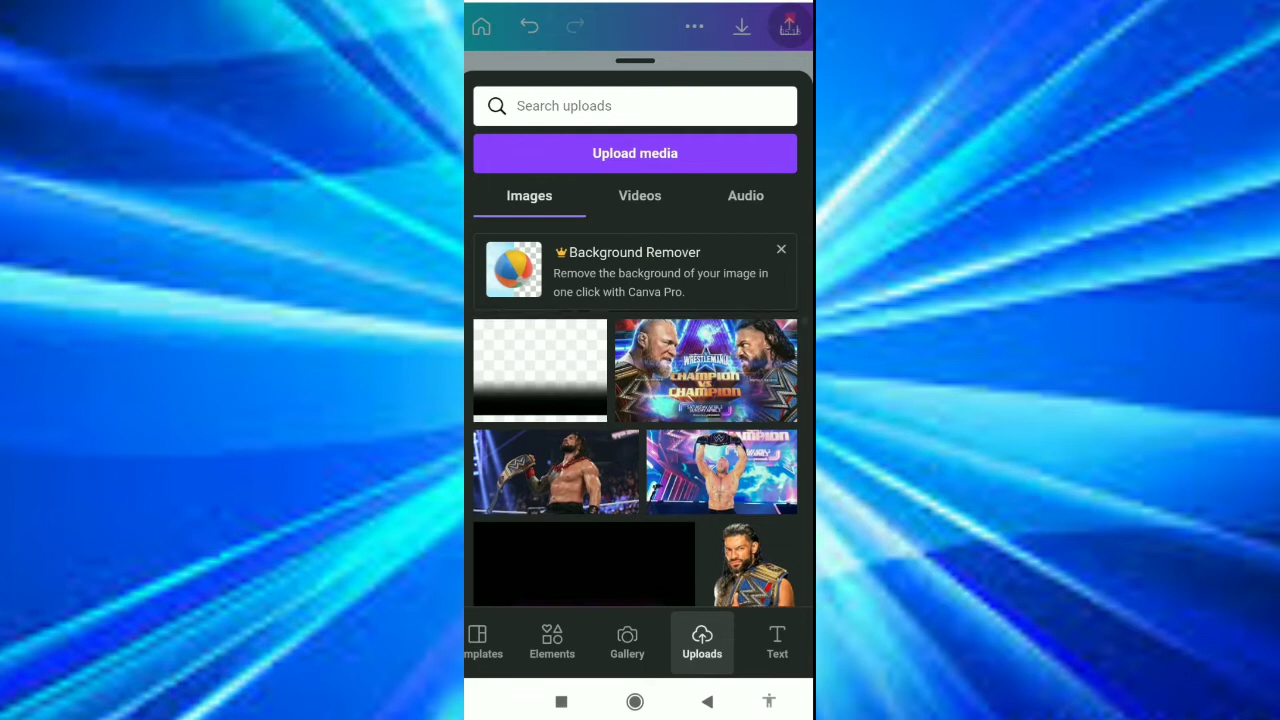 Search uploads
Upload media
Images Videos Audio
Background Remover
Remove the background of your image in
one click with Canva Pro.
WRESTLEMANIA
CHAMPION
VS
CHAMPION
mplates Elements Gallery Uploads Text